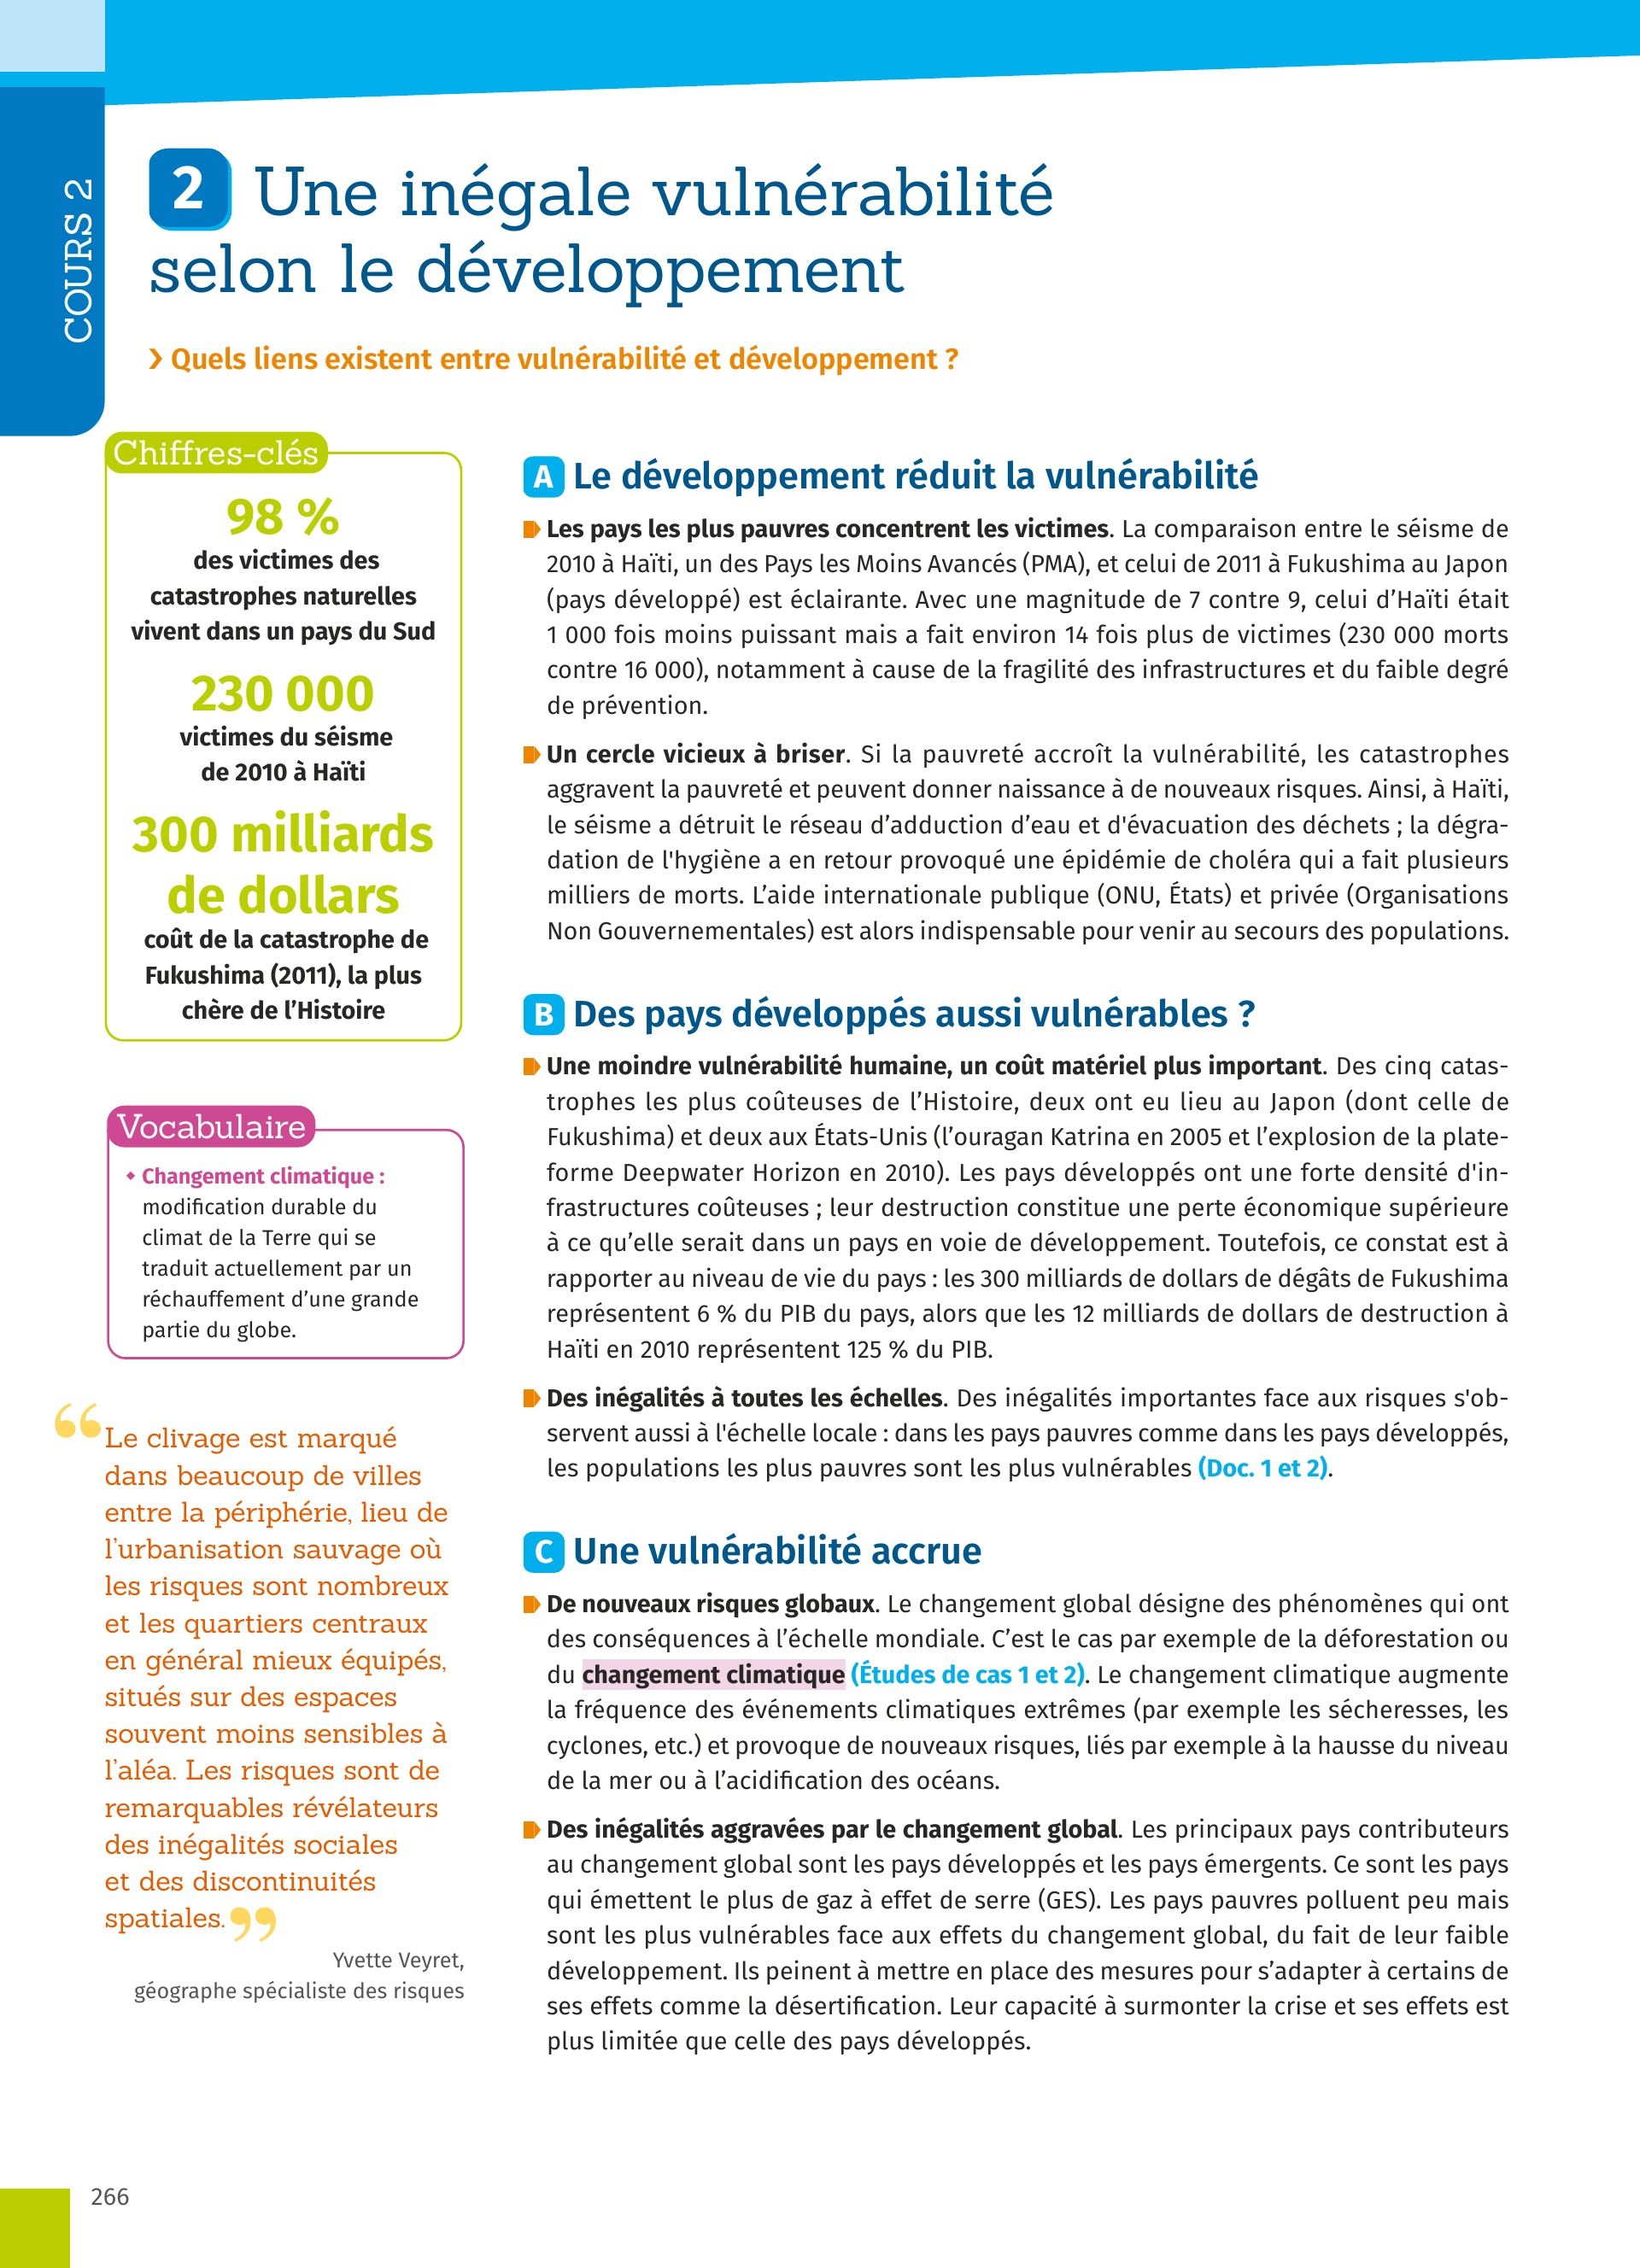 COURS 2
2 Une inégale vulnérabilité
selon le développement
› Quels liens existent entre vulnérabilité et développement ?
Chiffres-clés
98 %
des victimes des
catastrophes naturelles
vivent dans un pays du Sud
230 000
victimes du séisme
de 2010 à Haïti
300 milliards
de dollars
coût de la catastrophe de
Fukushima (2011), la plus
chère de l’Histoire
Vocabulaire
• Changement climatique :
modification durable du
climat de la Terre qui se
traduit actuellement par un
réchauffement d’une grande
partie du globe.
“Le clivage est marqué
dans beaucoup de villes
entre la périphérie, lieu de
l’urbanisation sauvage où
les risques sont nombreux
et les quartiers centraux
en général mieux équipés,
situés sur des espaces
souvent moins sensibles à
l’aléa. Les risques sont de
remarquables révélateurs
des inégalités sociales
et des discontinuités
spatiales.”
Yvette Veyret,
géographe spécialiste des risques
A Le développement réduit la vulnérabilité
Les pays les plus pauvres concentrent les victimes. La comparaison entre le séisme de
2010 à Haïti, un des Pays les Moins Avancés (PMA), et celui de 2011 à Fukushima au Japon
(pays développé) est éclairante. Avec une magnitude de 7 contre 9, celui d’Haïti était
1 000 fois moins puissant mais a fait environ 14 fois plus de victimes (230 000 morts
contre 16 000), notamment à cause de la fragilité des infrastructures et du faible degré
de prévention.
Un cercle vicieux à briser. Si la pauvreté accroît la vulnérabilité, les catastrophes
aggravent la pauvreté et peuvent donner naissance à de nouveaux risques. Ainsi, à Haïti,
le séisme a détruit le réseau d’adduction d’eau et d'évacuation des déchets ; la dégra-
dation de l'hygiène a en retour provoqué une épidémie de choléra qui a fait plusieurs
milliers de morts. L’aide internationale publique (ONU, États) et privée (Organisations
Non Gouvernementales) est alors indispensable pour venir au secours des populations.
B Des pays développés aussi vulnérables ?
Une moindre vulnérabilité humaine, un coût matériel plus important. Des cinq catas-
trophes les plus coûteuses de l’Histoire, deux ont eu lieu au Japon (dont celle de
Fukushima) et deux aux États-Unis (l’ouragan Katrina en 2005 et l’explosion de la plate-
forme Deepwater Horizon en 2010). Les pays développés ont une forte densité d'in-
frastructures coûteuses ; leur destruction constitue une perte économique supérieure
à ce qu’elle serait dans un pays en voie de développement. Toutefois, ce constat est à
rapporter au niveau de vie du pays : les 300 milliards de dollars de dégâts de Fukushima
représentent 6 % du PIB du pays, alors que les 12 milliards de dollars de destruction à
Haïti en 2010 représentent 125 % du PIB.
Des inégalités à toutes les échelles. Des inégalités importantes face aux risques s'ob-
servent aussi à l'échelle locale : dans les pays pauvres comme dans les pays développés,
les populations les plus pauvres sont les plus vulnérables (Doc. 1 et 2).
C Une vulnérabilité accrue
De nouveaux risques globaux. Le changement global désigne des phénomènes qui ont
des conséquences à l’échelle mondiale. C’est le cas par exemple de la déforestation ou
du changement climatique (Études de cas 1 et 2). Le changement climatique augmente
la fréquence des événements climatiques extrêmes (par exemple les sécheresses, les
cyclones, etc.) et provoque de nouveaux risques, liés par exemple à la hausse du niveau
de la mer ou à l’acidification des océans.
Des inégalités aggravées par le changement global. Les principaux pays contributeurs
au changement global sont les pays développés et les pays émergents. Ce sont les pays
qui émettent le plus de gaz à effet de serre (GES). Les pays pauvres polluent peu mais
sont les plus vulnérables face aux effets du changement global, du fait de leur faible
développement. Ils peinent à mettre en place des mesures pour s’adapter à certains de
ses effets comme la désertification. Leur capacité à surmonter la crise et ses effets est
plus limitée que celle des pays développés.
266